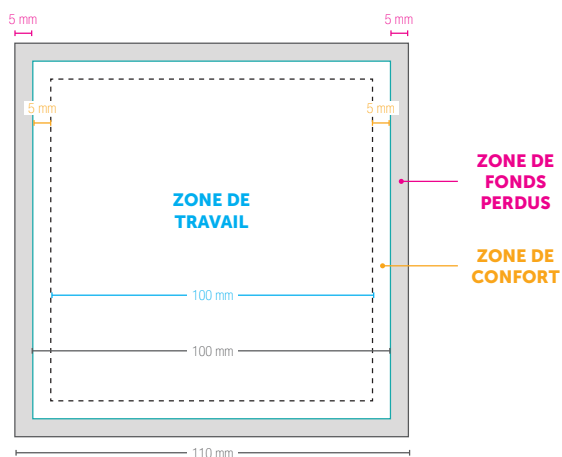 5 mm
5 mm
5 mm
5 mm
ZONE DE
FONDS
PERDUS
ZONE DE
TRAVAIL
ZONE DE
CONFORT
100 mm
100 mm
110 mm